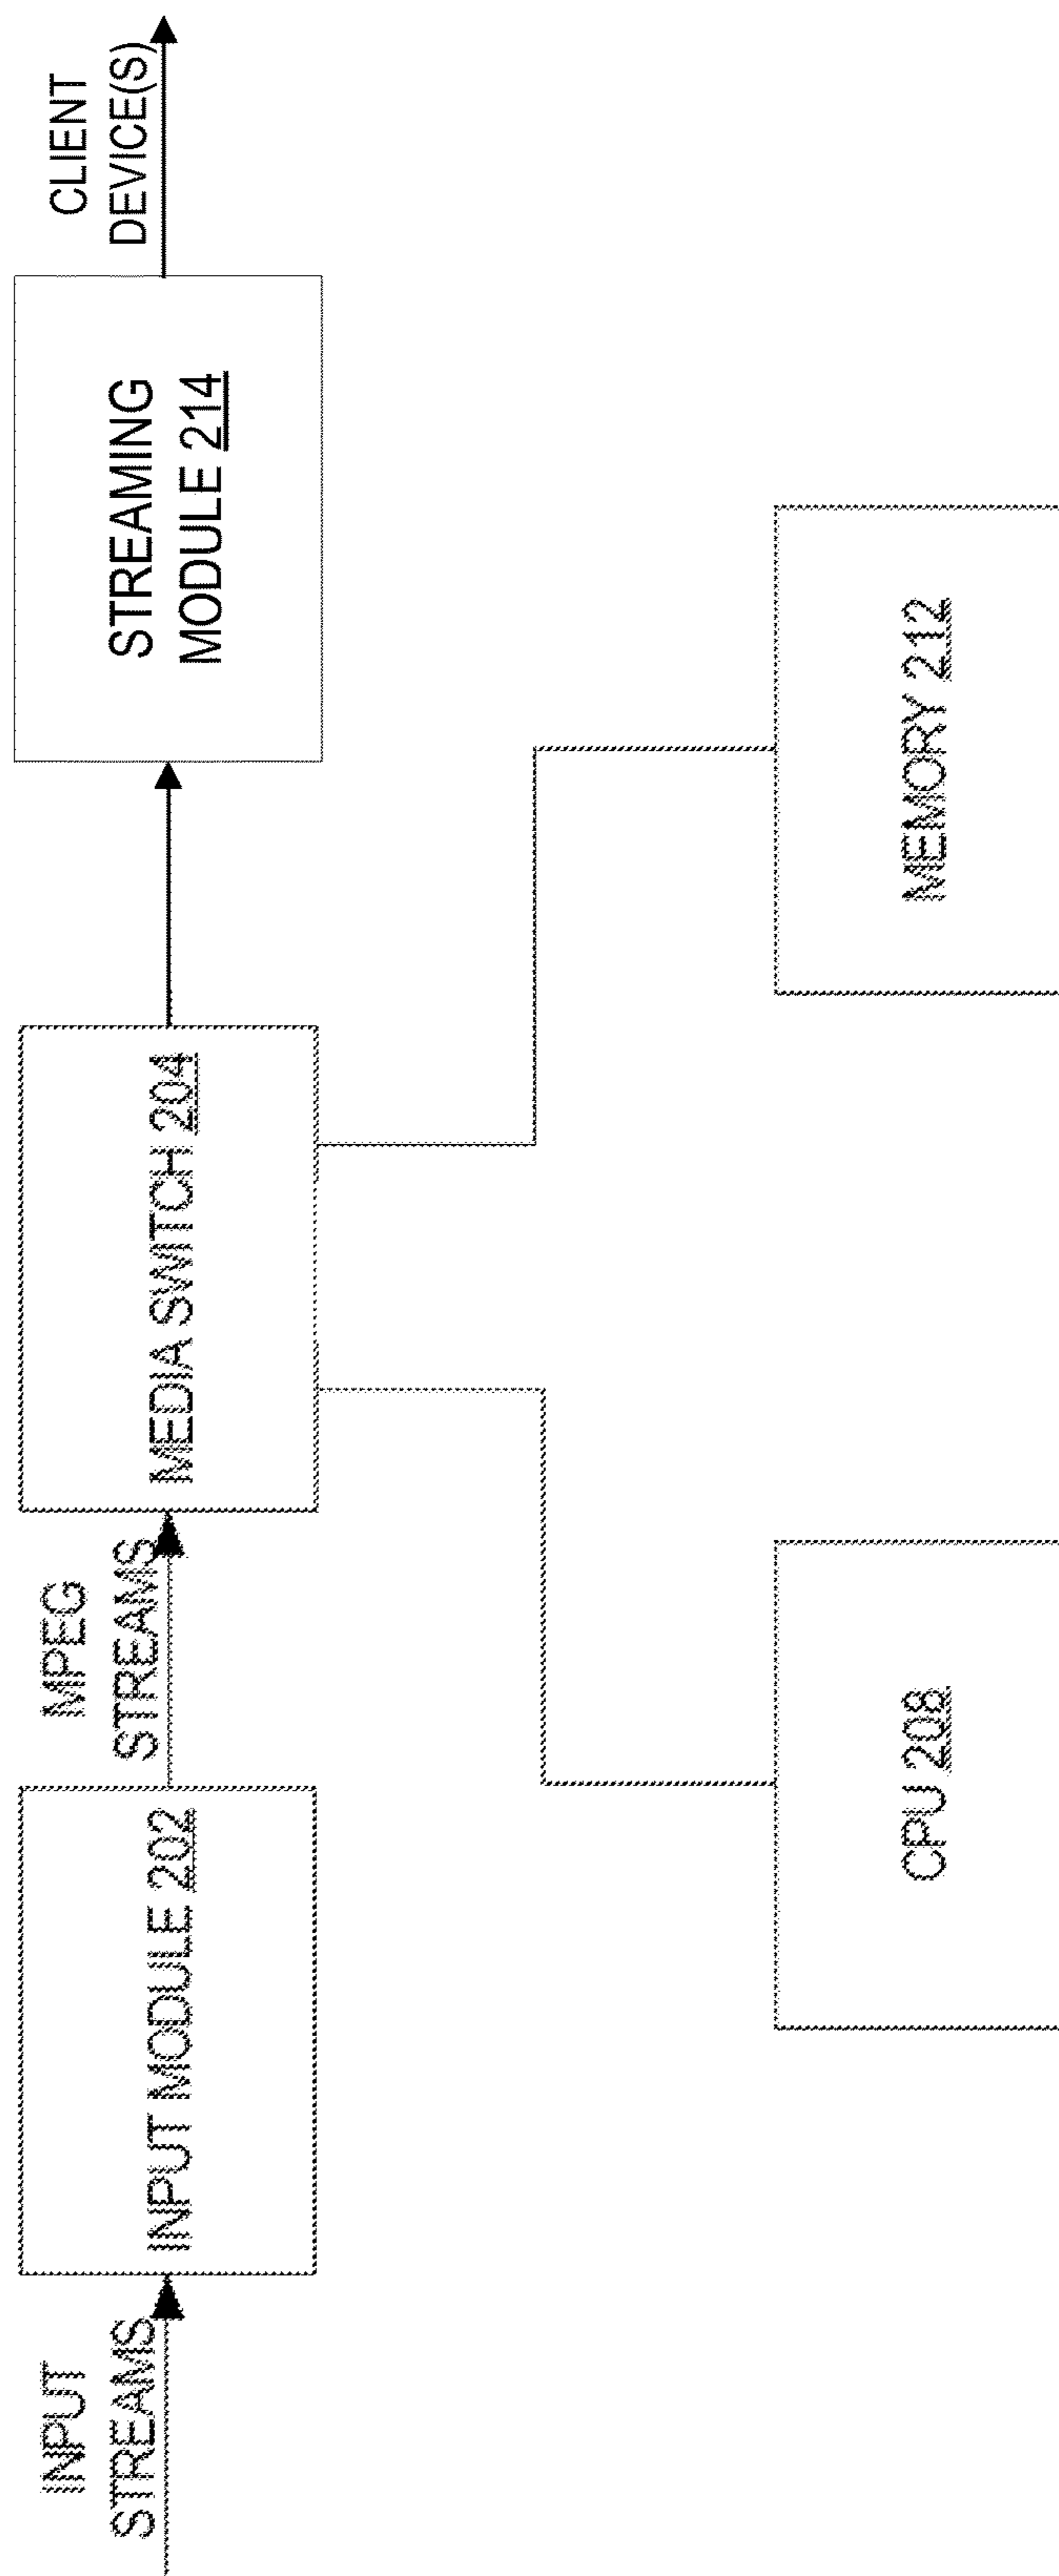 INPUT
STREAMS
INPUT MODULE 202
MPEG
STREAMS
MEDIA SWITCH 204
STREAMING
MODULE 214
CLIENT
DEVICE(S)
CPU 208
MEMORY 212